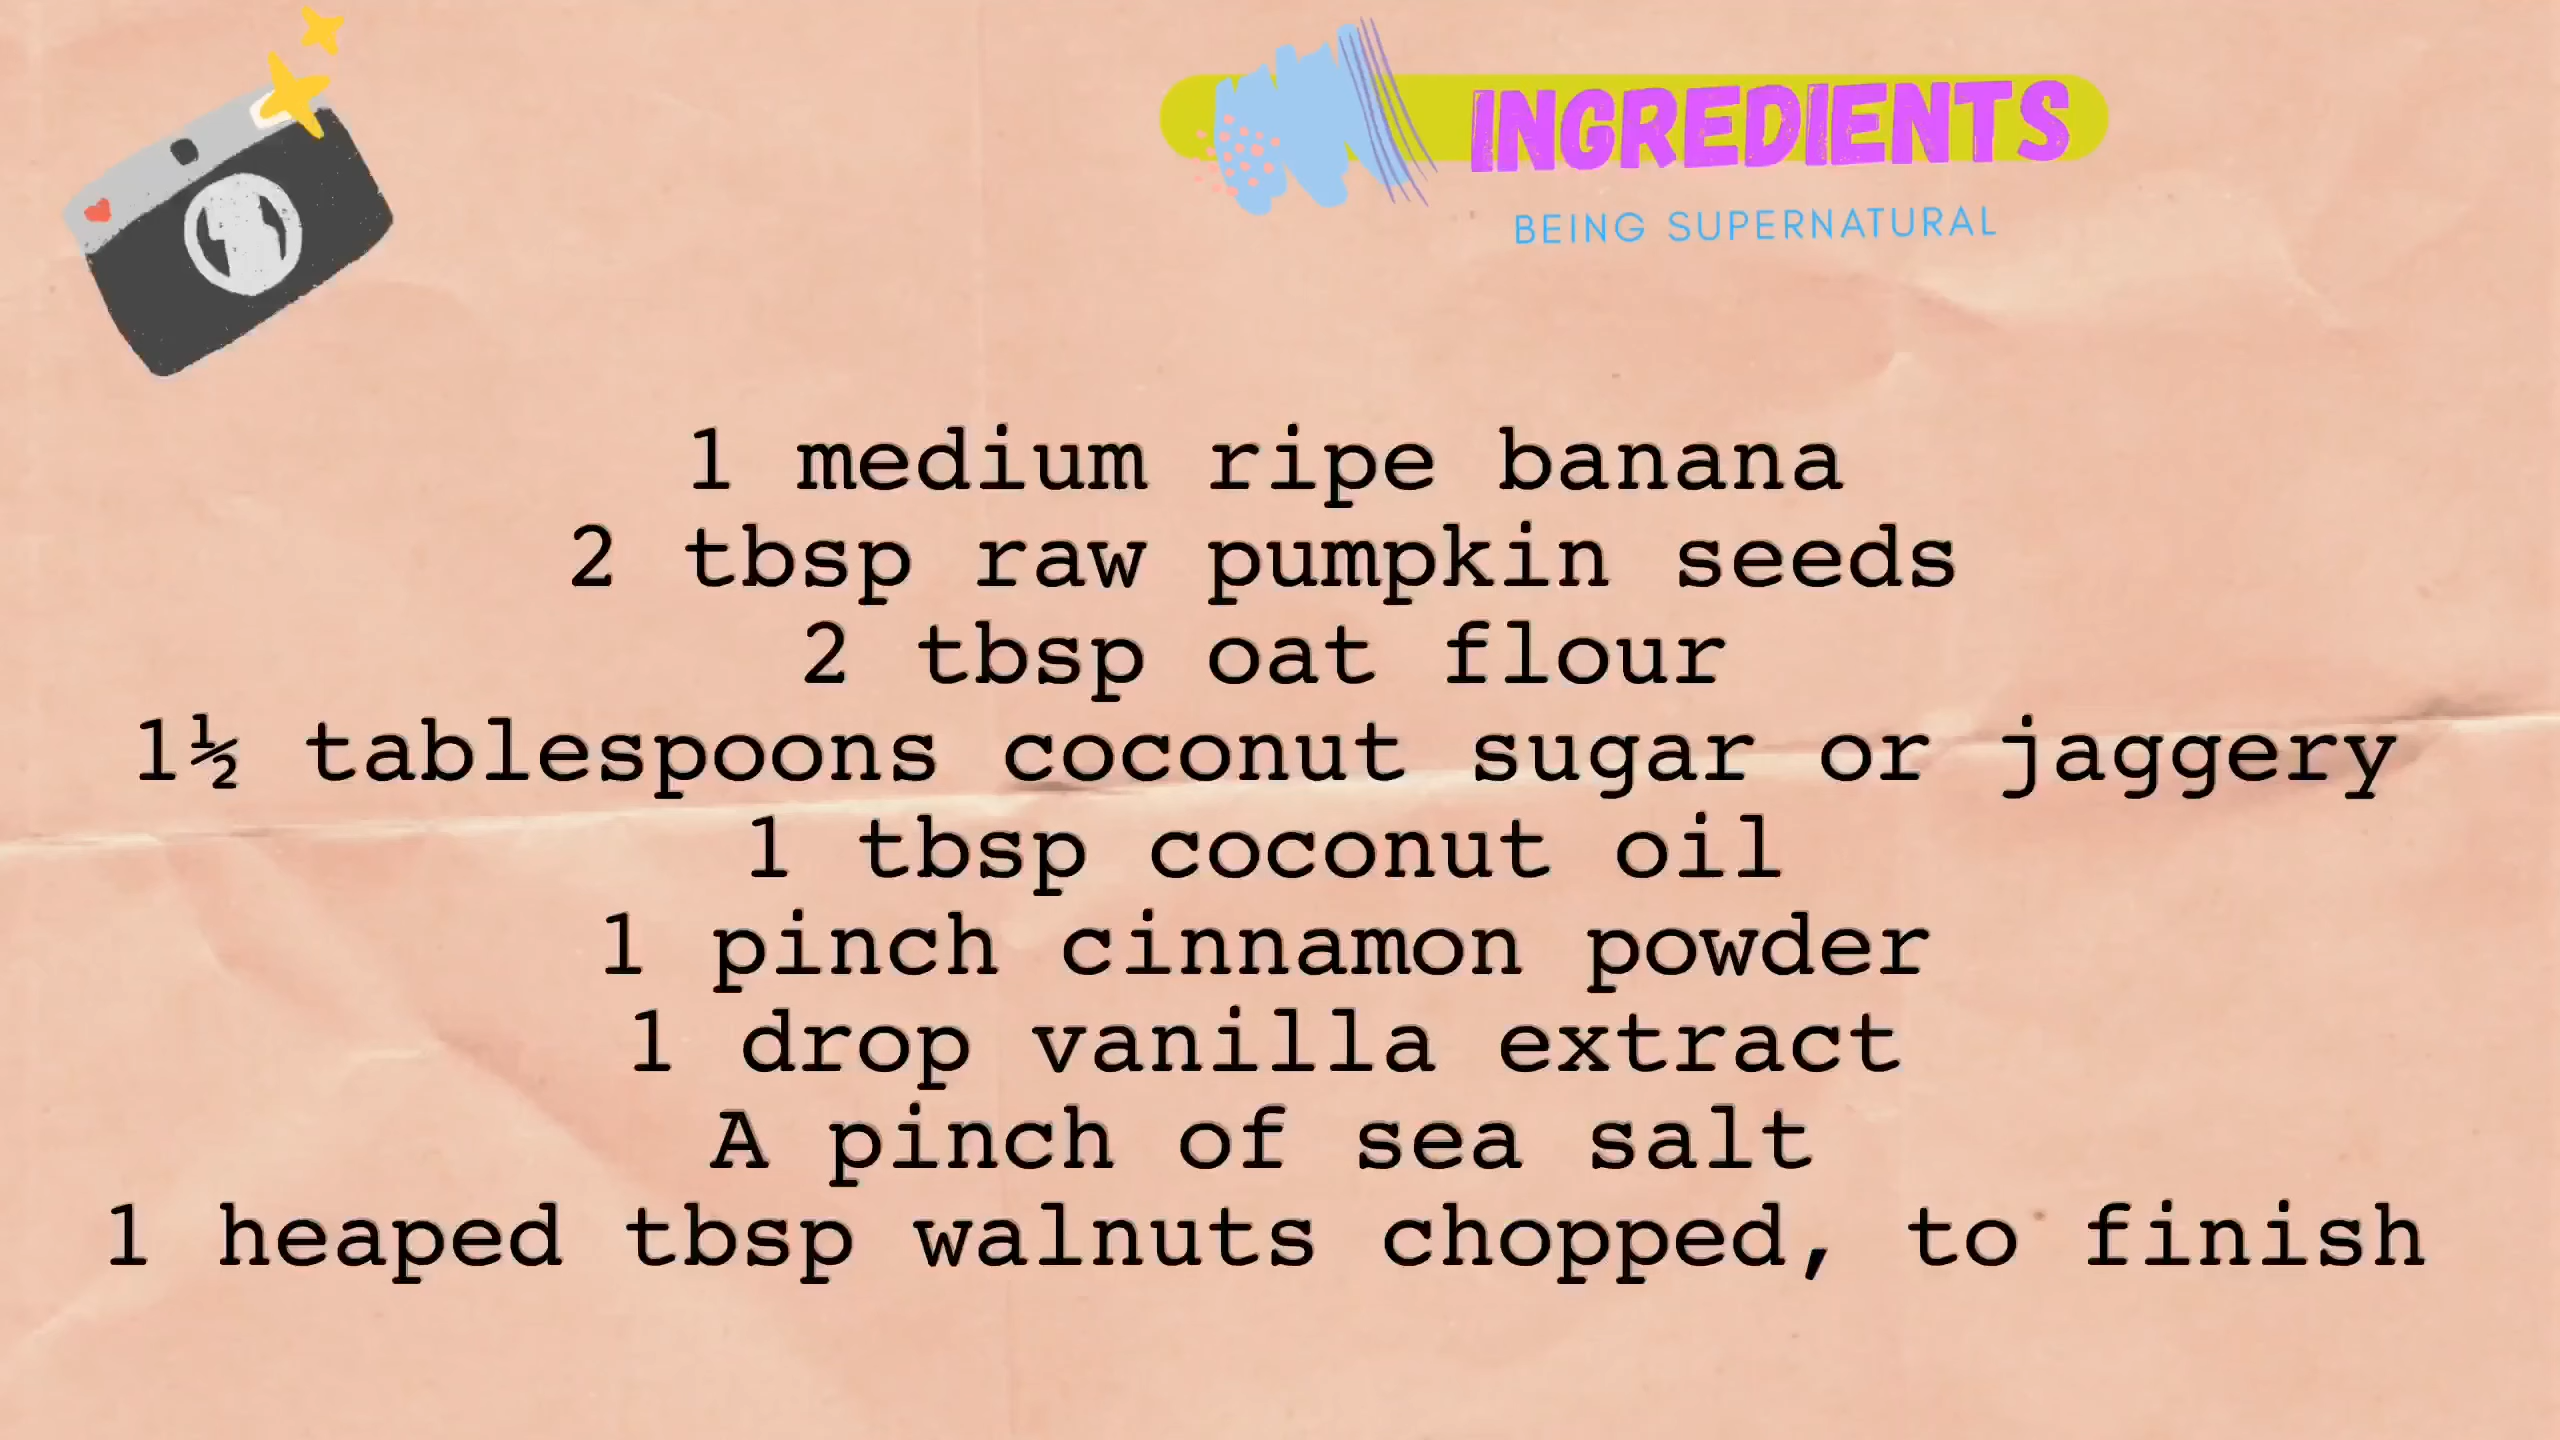 INGREDIENTS
BEING SUPERNATURAL
1 medium ripe banana
2 tbsp raw pumpkin seeds
2 tbsp oat flour
1½ tablespoons coconut sugar or jaggery
1 tbsp coconut oil
1 pinch cinnamon powder
1 drop vanilla extract
A pinch of sea salt
1 heaped tbsp walnuts chopped, to finish